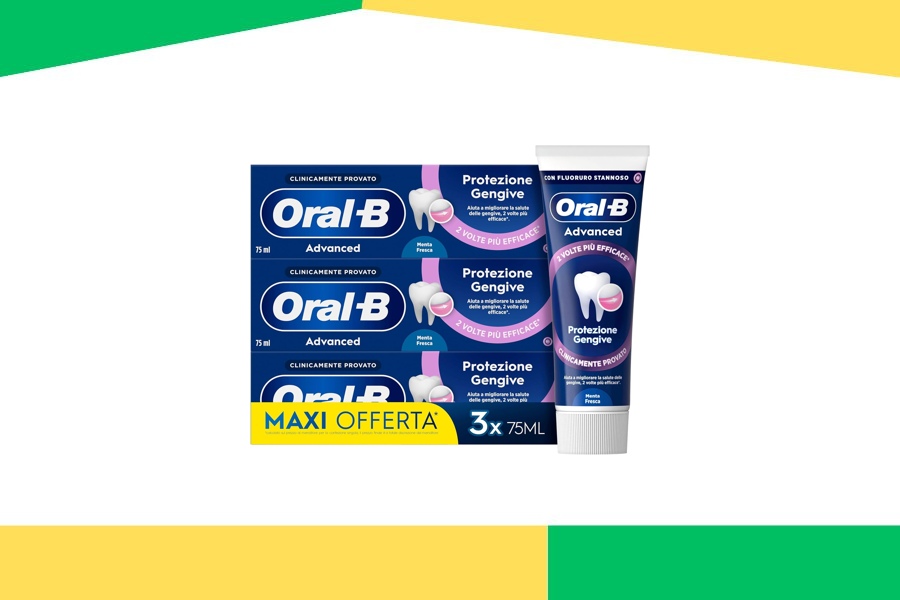 CLINICAMENTE PROVATO
Oral-B
75 ml
Advanced
Menta
Fresca
Protezione
Gengive
Aiuta a migliorare la salute
delle gengive, 2 volte più
efficace*.
2 VOLTE PIÙ EFFICACE*
CLINICAMENTE PROVATO
Oral-B
75 ml
Advanced
Menta
Fresca
Protezione
Gengive
Aiuta a migliorare la salute
delle gengive, 2 volte più
efficace*.
2 VOLTE PIÙ EFFICACE*
CLINICAMENTE PROVATO
Oral-B
Protezione
Gengive
Aiuta a migliorare la salute
delle gengive, 2 volte più
MAXI OFFERTA*
3x 75ML
CON FLUORURO STANNOSO
Oral-B
Advanced
2 VOLTE PIÙ EFFICACE*
Protezione
Gengive
CLINICAMENTE PROVATO
Aiuta a migliorare la salute delle
gengive, 2 volte più efficace*.
Menta
Fresca